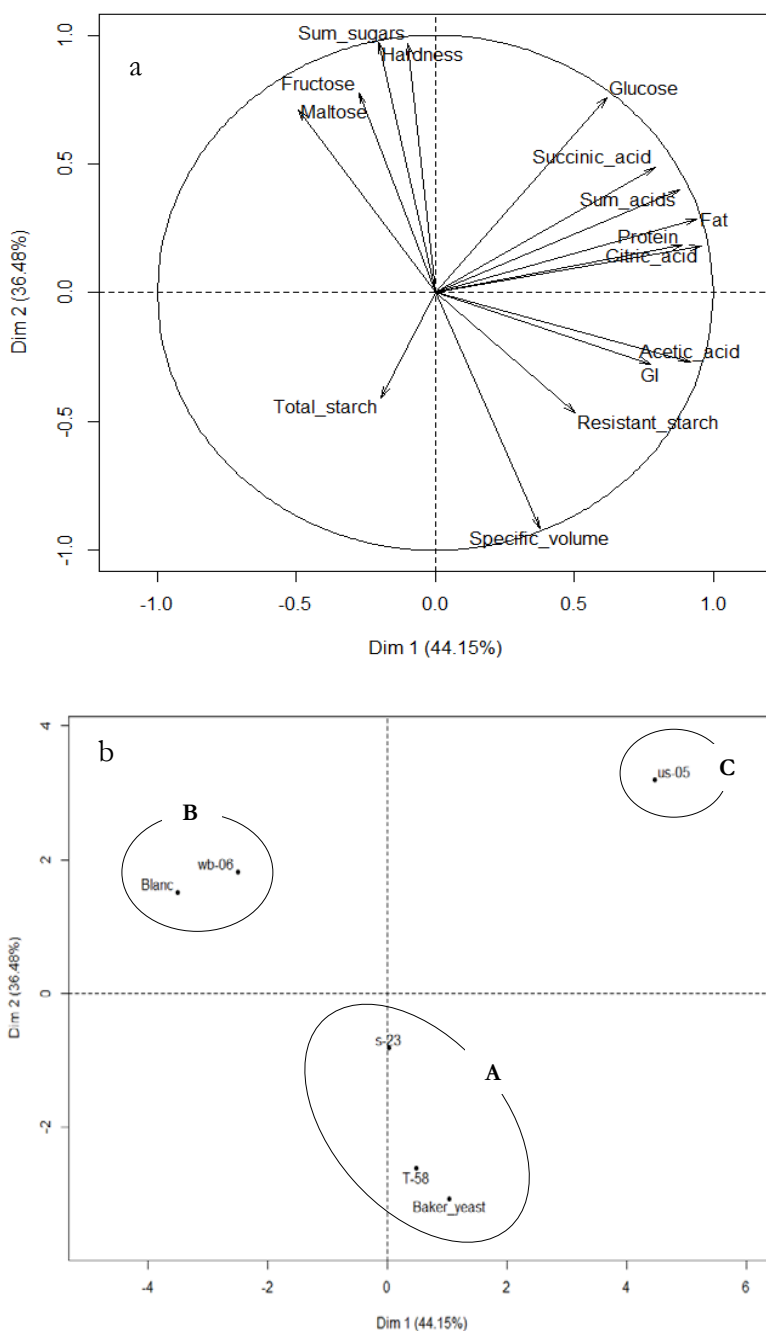 a
Sum_sugars
Hardness
Fructose
Maltose
Glucose
Succinic_acid
Sum_acids
Fat
Protein
Citric_acid
Acetic_acid
GI
Resistant_starch
Total_starch
Specific_volume
1.0
0.5
0.0
-0.5
-1.0
Dim 2 (36.48%)
-1.0 -0.5 0.0 0.5 1.0
Dim 1 (44.15%)
b
B
wb-06
Blanc
us-05 C
s-23
A
T-58
Baker_yeast
4
2
0
-2
Dim 2 (36.48%)
-4 -2 0 2 4 6
Dim 1 (44.15%)